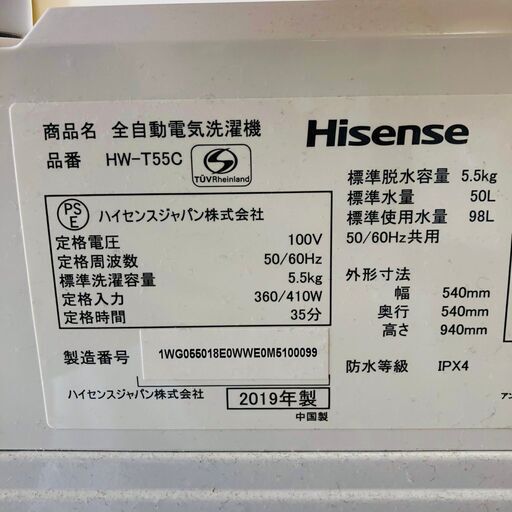 商品名 全自動電気洗濯機
品番 HW-T55C
TÜVRheinland
Hisense
PS
E
ハイセンスジャパン株式会社
定格電圧 100V
定格周波数 50/60Hz
標準洗濯容量 5.5kg
定格入力 360/410W
定格時間 35分
標準脱水容量 5.5kg
標準水量 50L
標準使用水量 98L
50/60Hz共用
外形寸法
幅 540mm
奥行 540mm
高さ 940mm
製造番号 1WG055018E0WWE0M5100099
防水等級 IPX4
ハイセンスジャパン株式会社 2019年製
中国製
アン